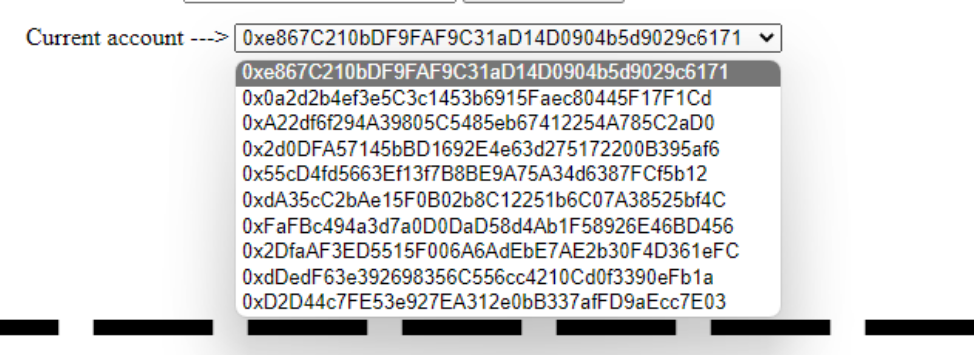 Current account ---> 0xe867C210bDF9FAF9C31aD14D0904b5d9029c6171
0xe867C210bDF9FAF9C31aD14D0904b5d9029c6171
0x0a2d2b4ef3e5C3c1453b6915Faec80445F17F1Cd
0xA22df6f294A39805C5485eb67412254A785C2aD0
0x2d0DFA57145bBD1692E4e63d275172200B395af6
0x55cD4fd5663Ef13f7B8BE9A75A34d6387FCf5b12
0xdA35cC2bAe15F0B02b8C12251b6C07A38525bf4C
0xFaFBc494a3d7a0D0DaD58d4Ab1F58926E46BD456
0x2DfaAF3ED5515F006A6AdEbE7AE2b30F4D361eFC
0xdDedF63e392698356C556cc4210Cd0f3390eFb1a
0xD2D44c7FE53e927EA312e0bB337afFD9aEcc7E03